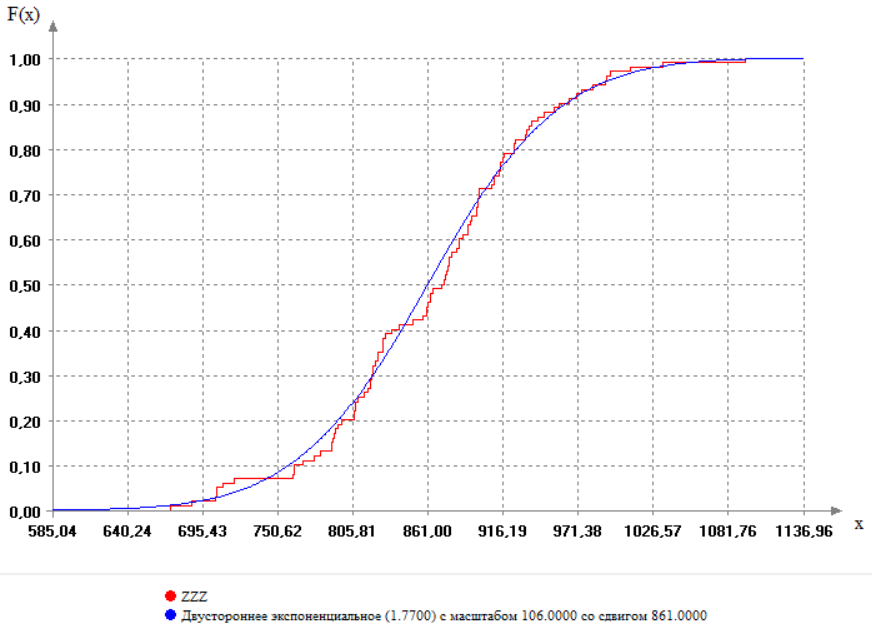 F(x)
1,00
0,90
0,80
0,70
0,60
0,50
0,40
0,30
0,20
0,10
0,00
585,04 640,24 695,43 750,62 805,81 861,00 916,19 971,38 1026,57 1081,76 1136,96
x
ZZZ
Двустороннее экспоненциальное (1.7700) с масштабом 106.0000 со сдвигом 861.0000